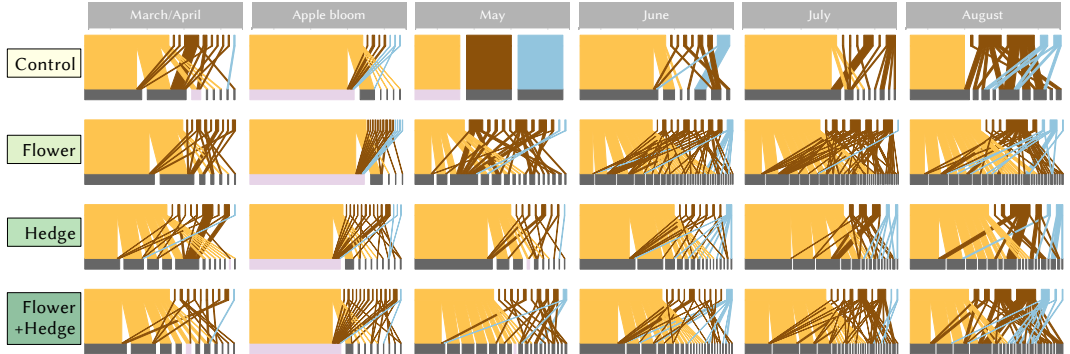 March/April
Apple bloom
May
June
July
August
Control
Flower
Hedge
Flower
+Hedge